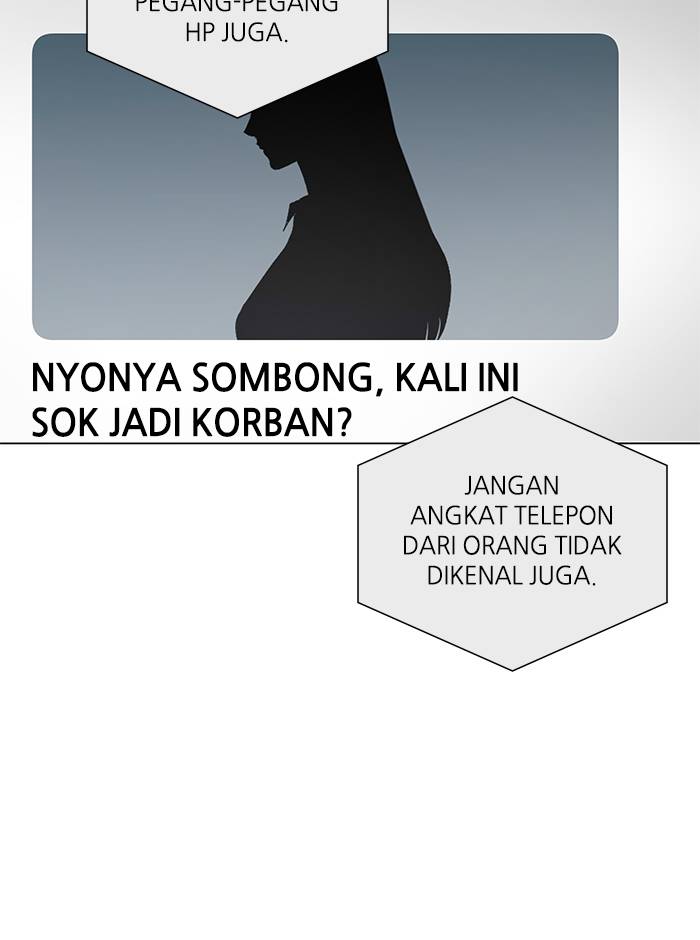 PEGANG-PEGANG
HP JUGA.
NYONYA SOMBONG, KALI INI
SOK JADI KORBAN?
JANGAN
ANGKAT TELEPON
DARI ORANG TIDAK
DIKENAL JUGA.